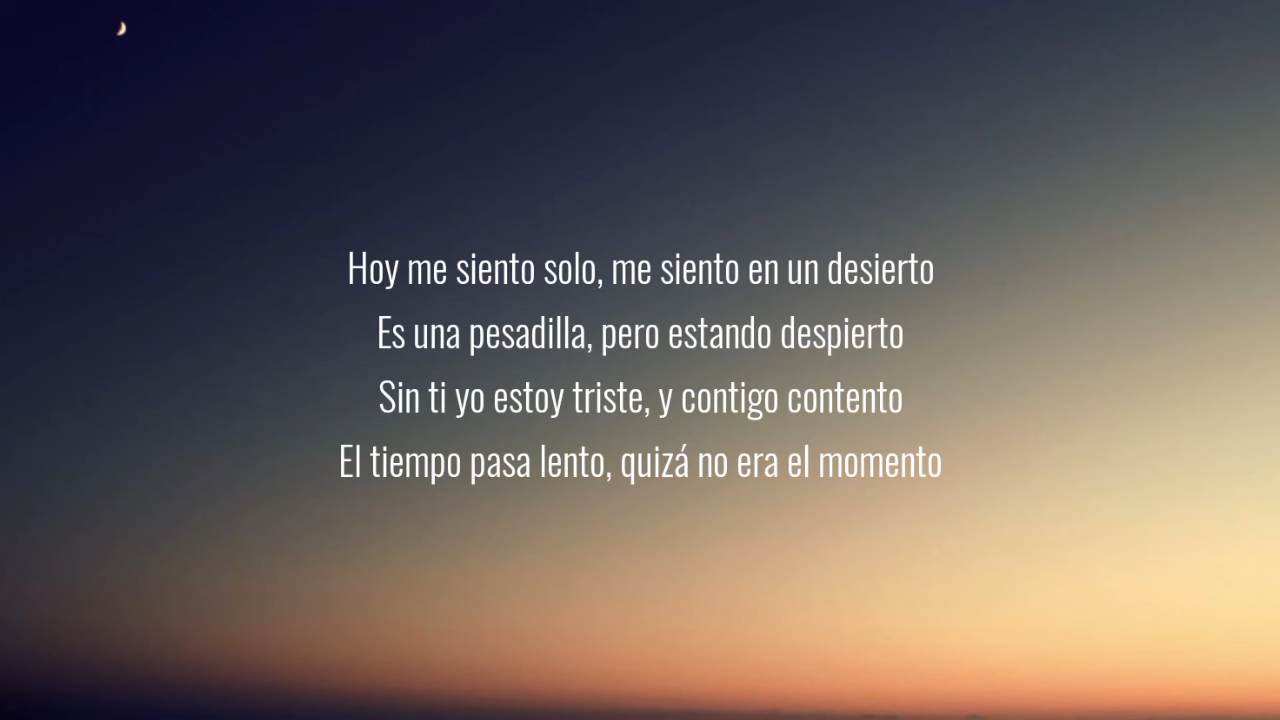 Hoy me siento solo, me siento en un desierto
Es una pesadilla, pero estando despierto
Sin ti yo estoy triste, y contigo contento
El tiempo pasa lento, quizá no era el momento